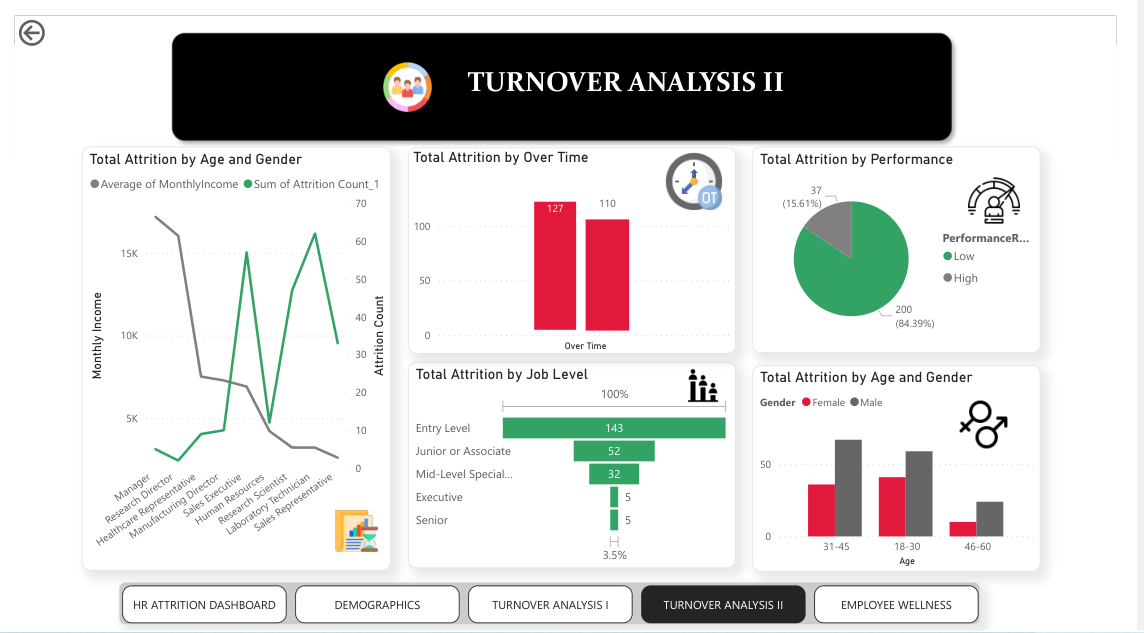 TURNOVER ANALYSIS II
Total Attrition by Age and Gender
Average of MonthlyIncome Sum of Attrition Count_1
70
60
50
40
30
20
10
0
15K
10K
5K
Monthly Income
Attrition Count
Manager
Research Director
Healthcare Representative
Manufacturing Director
Sales Executive
Human Resources
Research Scientist
Laboratory Technician
Sales Representative
Total Attrition by Over Time
OT
127
110
100
50
0
Over Time
Total Attrition by Performance
37
(15.61%)
200
(84.39%)
PerformanceR...
Low
High
Total Attrition by Job Level
100%
Entry Level 143
Junior or Associate 52
Mid-Level Special... 32
Executive 5
Senior 5
3.5%
Total Attrition by Age and Gender
Gender Female Male
50
0
31-45 18-30 46-60
Age
HR ATTRITION DASHBOARD DEMOGRAPHICS TURNOVER ANALYSIS I TURNOVER ANALYSIS II EMPLOYEE WELLNESS